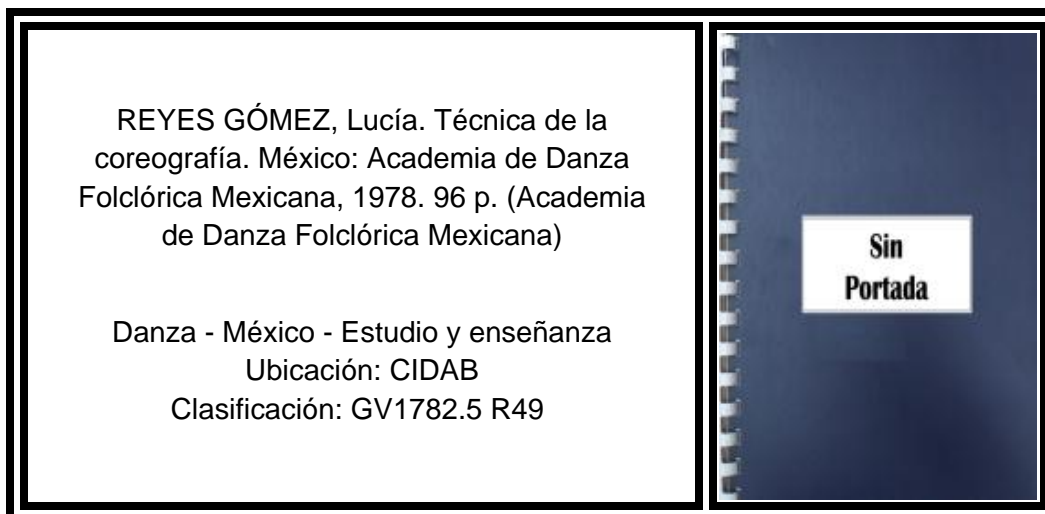 REYES GÓMEZ, Lucía. Técnica de la
coreografía. México: Academia de Danza
Folclórica Mexicana, 1978. 96 p. (Academia
de Danza Folclórica Mexicana)
Danza - México - Estudio y enseñanza
Ubicación: CIDAB
Clasificación: GV1782.5 R49
Sin
Portada